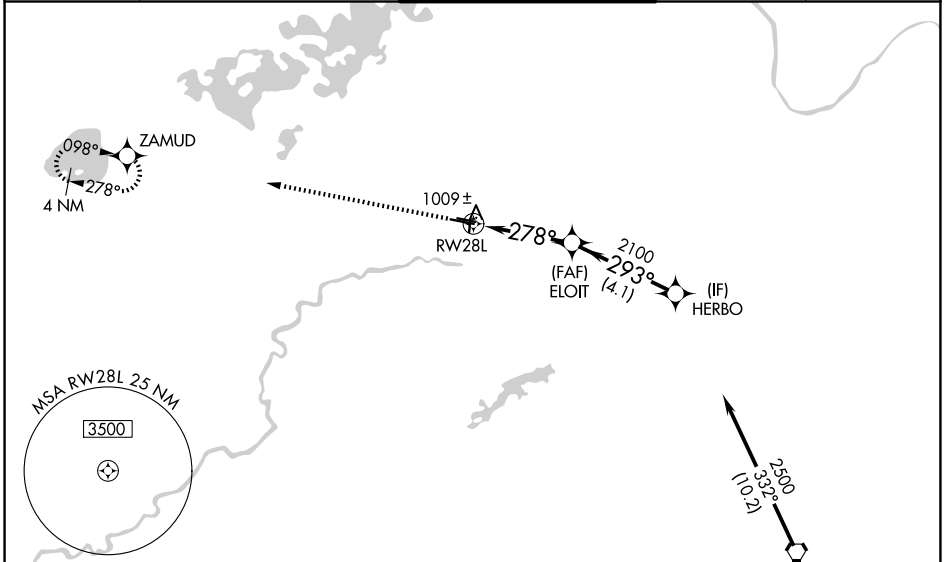 098°
ZAMUD
278°
4 NM
1009 ±
RW28L
278°
2100
293°
(4.1)
(FAF)
ELOIT
(IF)
HERBO
MSA RW28L 25 NM
3500
2500
332°
(10.2)